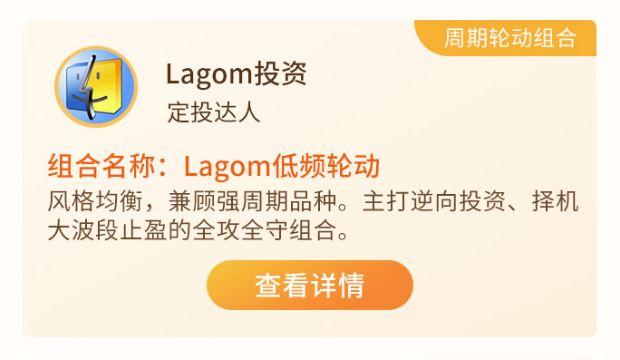 周期轮动组合
Lagom投资
定投达人
组合名称：Lagom低频轮动
风格均衡，兼顾强周期品种。主打逆向投资、择机
大波段止盈的全攻全守组合。
查看详情